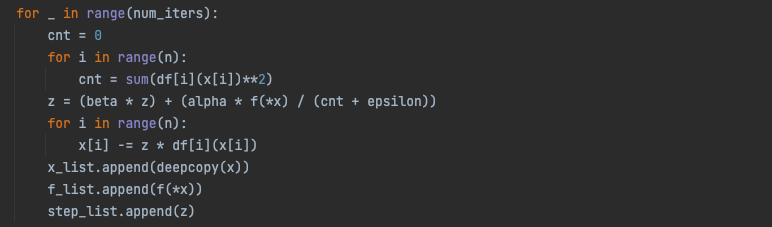 for _ in range(num_iters):
    cnt = 0
    for i in range(n):
        cnt = sum(df[i](x[i])**2)
    z = (beta * z) + (alpha * f(*x) / (cnt + epsilon))
    for i in range(n):
        x[i] -= z * df[i](x[i])
    x_list.append(deepcopy(x))
    f_list.append(f(*x))
    step_list.append(z)